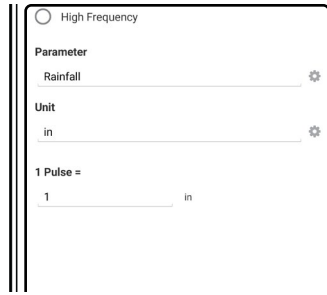 High Frequency
Parameter
Rainfall
Unit
in
1 Pulse =
1 in